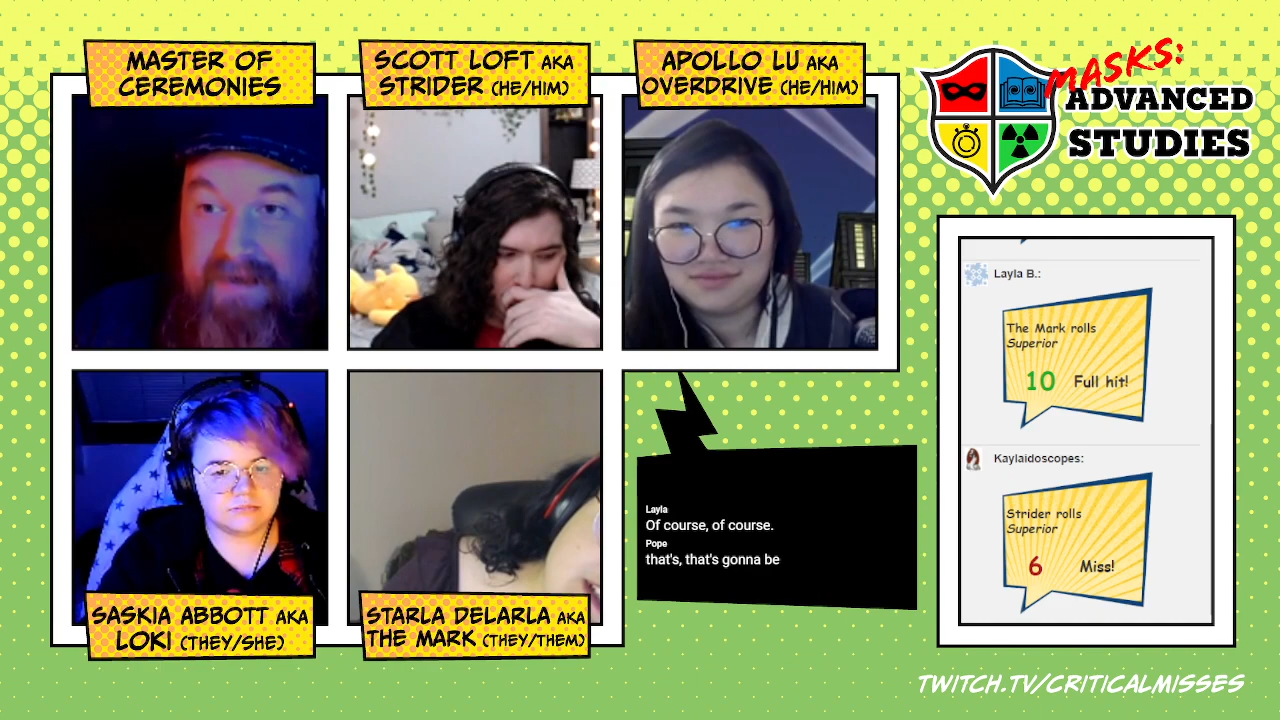 MASTER OF
CEREMONIES
SCOTT LOFT AKA
STRIDER (HE/HIM)
APOLLO LU AKA
OVERDRIVE (HE/HIM)
MASKS:
ADVANCED
STUDIES
Layla B.:
The Mark rolls
Superior
10 Full hit!
Kaylaidoscopes:
Strider rolls
Superior
6 Miss!
SASKIA ABBOTT AKA
LOKI (THEY/SHE)
STARLA DELARLA AKA
THE MARK (THEY/THEM)
Layla
Of course, of course.
Pope
that's, that's gonna be
TWITCH.TV/CRITICALMISSES